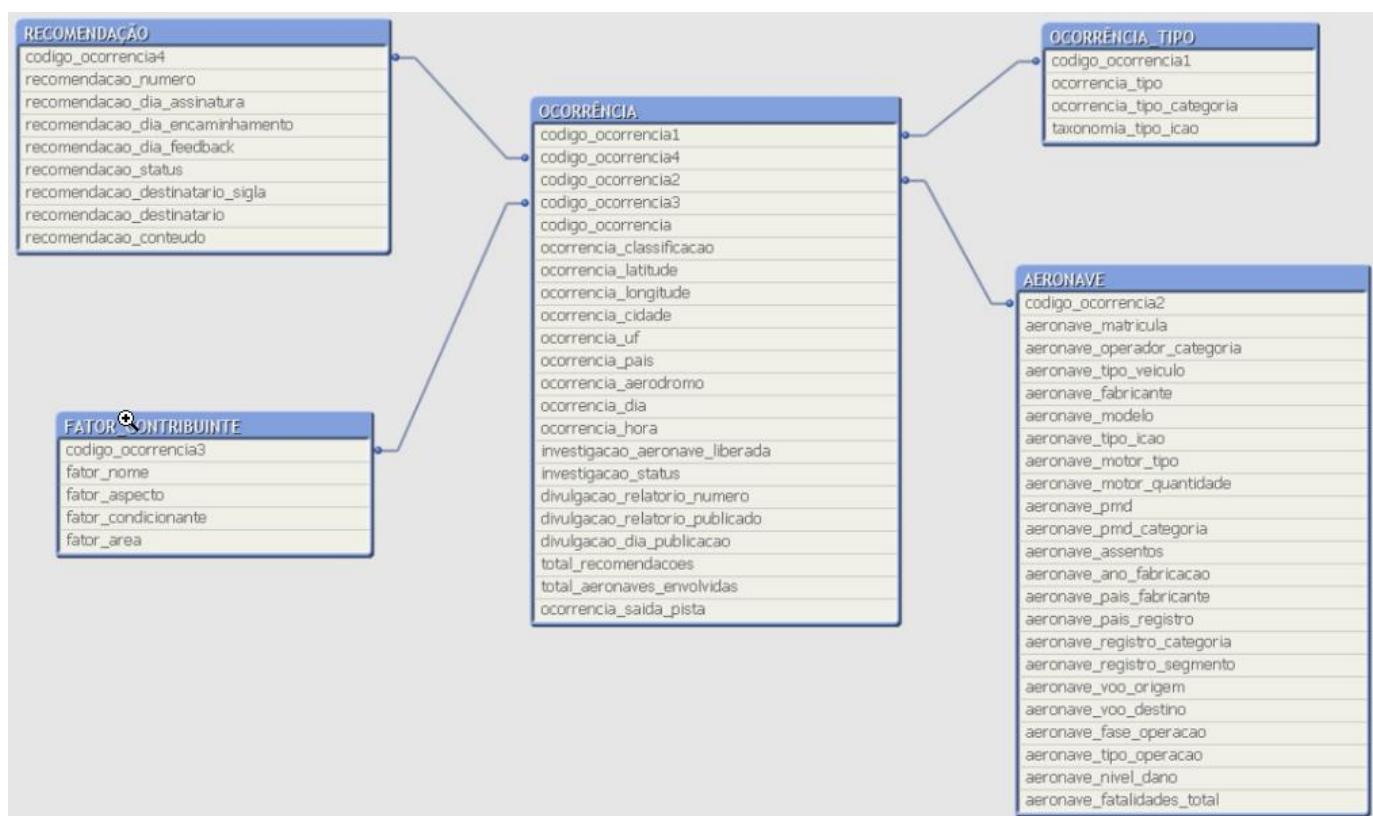 RECOMENDAÇÃO
codigo_ocorrencia4
recomendacao_numero
recomendacao_dia_assinatura
recomendacao_dia_encaminhamento
recomendacao_dia_feedback
recomendacao_status
recomendacao_destinatario_sigla
recomendacao_destinatario
recomendacao_conteudo
FATOR_CONTRIBUINTE
codigo_ocorrencia3
fator_nome
fator_aspecto
fator_condicionante
fator_area
OCORRÊNCIA
codigo_ocorrencia1
codigo_ocorrencia4
codigo_ocorrencia2
codigo_ocorrencia3
codigo_ocorrencia
ocorrencia_classificacao
ocorrencia_latitude
ocorrencia_longitude
ocorrencia_cidade
ocorrencia_uf
ocorrencia_pais
ocorrencia_aerodromo
ocorrencia_dia
ocorrencia_hora
investigacao_aeronave_liberada
investigacao_status
divulgacao_relatorio_numero
divulgacao_relatorio_publicado
divulgacao_dia_publicacao
total_recomendacoes
total_aeronaves_envolvidas
ocorrencia_saida_pista
OCORRÊNCIA_TIPO
codigo_ocorrencia1
ocorrencia_tipo
ocorrencia_tipo_categoria
taxonomia_tipo_icao
AERONAVE
codigo_ocorrencia2
aeronave_matricula
aeronave_operador_categoria
aeronave_tipo_veiculo
aeronave_fabricante
aeronave_modelo
aeronave_tipo_icao
aeronave_motor_tipo
aeronave_motor_quantidade
aeronave_pmd
aeronave_pmd_categoria
aeronave_assentos
aeronave_ano_fabricacao
aeronave_pais_fabricante
aeronave_pais_registro
aeronave_registro_categoria
aeronave_registro_segmento
aeronave_voo_origem
aeronave_voo_destino
aeronave_fase_operacao
aeronave_tipo_operacao
aeronave_nivel_dano
aeronave_fatalidades_total